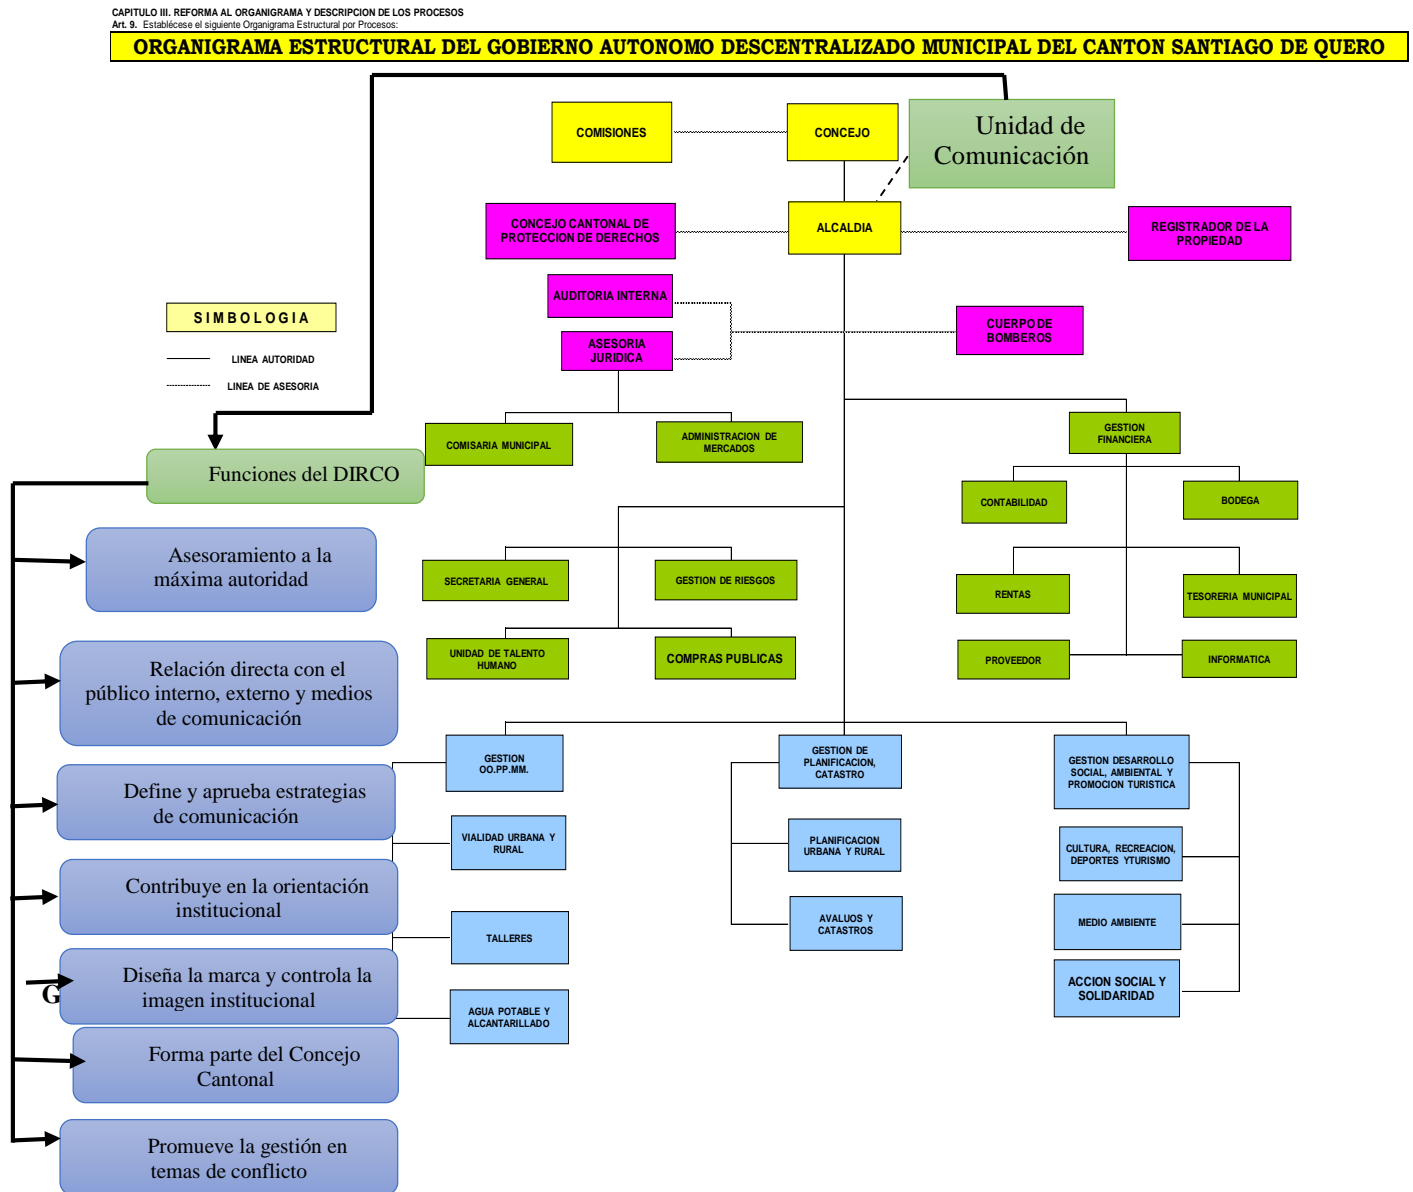 CAPITULO III. REFORMA AL ORGANIGRAMA Y DESCRIPCION DE LOS PROCESOS
Art. 9. Establécese el siguiente Organigrama Estructural por Procesos:
ORGANIGRAMA ESTRUCTURAL DEL GOBIERNO AUTONOMO DESCENTRALIZADO MUNICIPAL DEL CANTON SANTIAGO DE QUERO
COMISIONES
CONCEJO
Unidad de
Comunicación
CONCEJO CANTONAL DE
PROTECCION DE DERECHOS
ALCALDIA
REGISTRADOR DE LA
PROPIEDAD
AUDITORIA INTERNA
ASESORIA
JURIDICA
CUERPO DE
BOMBEROS
SIMBOLOGIA
LINEA AUTORIDAD
LINEA DE ASESORIA
COMISARIA MUNICIPAL
ADMINISTRACION DE
MERCADOS
GESTION
FINANCIERA
CONTABILIDAD
BODEGA
SECRETARIA GENERAL
GESTION DE RIESGOS
RENTAS
TESORERIA MUNICIPAL
UNIDAD DE TALENTO
HUMANO
COMPRAS PUBLICAS
PROVEEDOR
INFORMATICA
GESTION
OO.PP.MM.
GESTION DE
PLANIFICACION,
CATASTRO
GESTION DESARROLLO
SOCIAL, AMBIENTAL Y
PROMOCION TURISTICA
VIALIDAD URBANA Y
RURAL
PLANIFICACION
URBANA Y RURAL
CULTURA, RECREACION,
DEPORTES YTURISMO
TALLERES
AVALUOS Y
CATASTROS
MEDIO AMBIENTE
AGUA POTABLE Y
ALCANTARILLADO
ACCION SOCIAL Y
SOLIDARIDAD
Funciones del DIRCO
Asesoramiento a la
máxima autoridad
Relación directa con el
público interno, externo y medios
de comunicación
Define y aprueba estrategias
de comunicación
Contribuye en la orientación
institucional
Diseña la marca y controla la
imagen institucional
G
Forma parte del Concejo
Cantonal
Promueve la gestión en
temas de conflicto